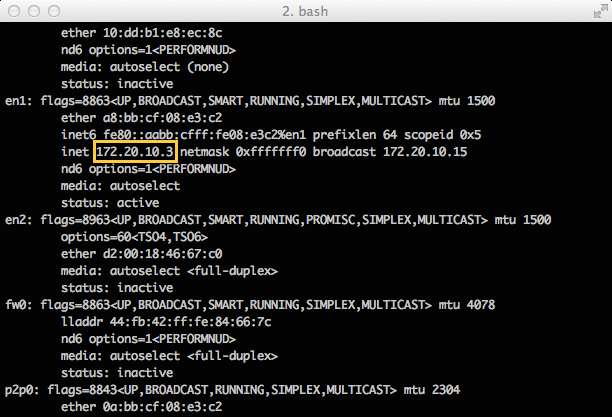 2. bash
ether 10:dd:b1:e8:ec:8c
nd6 options=1<PERFORMNUD>
media: autoselect (none)
status: inactive
en1: flags=8863<UP,BROADCAST,SMART,RUNNING,SIMPLEX,MULTICAST> mtu 1500
ether a8:bb:cf:08:e3:c2
inet6 fe80::aabb:cfff:fe08:e3c2%en1 prefixlen 64 scopeid 0x5
inet 172.20.10.3 netmask 0xfffffff0 broadcast 172.20.10.15
nd6 options=1<PERFORMNUD>
media: autoselect
status: active
en2: flags=8963<UP,BROADCAST,SMART,RUNNING,PROMISC,SIMPLEX,MULTICAST> mtu 1500
options=60<TSO4,TSO6>
ether d2:00:18:46:67:c0
media: autoselect <full-duplex>
status: inactive
fw0: flags=8863<UP,BROADCAST,SMART,RUNNING,SIMPLEX,MULTICAST> mtu 4078
lladdr 44:fb:42:ff:fe:84:66:7c
nd6 options=1<PERFORMNUD>
media: autoselect <full-duplex>
status: inactive
p2p0: flags=8843<UP,BROADCAST,RUNNING,SIMPLEX,MULTICAST> mtu 2304
ether 0a:bb:cf:08:e3:c2